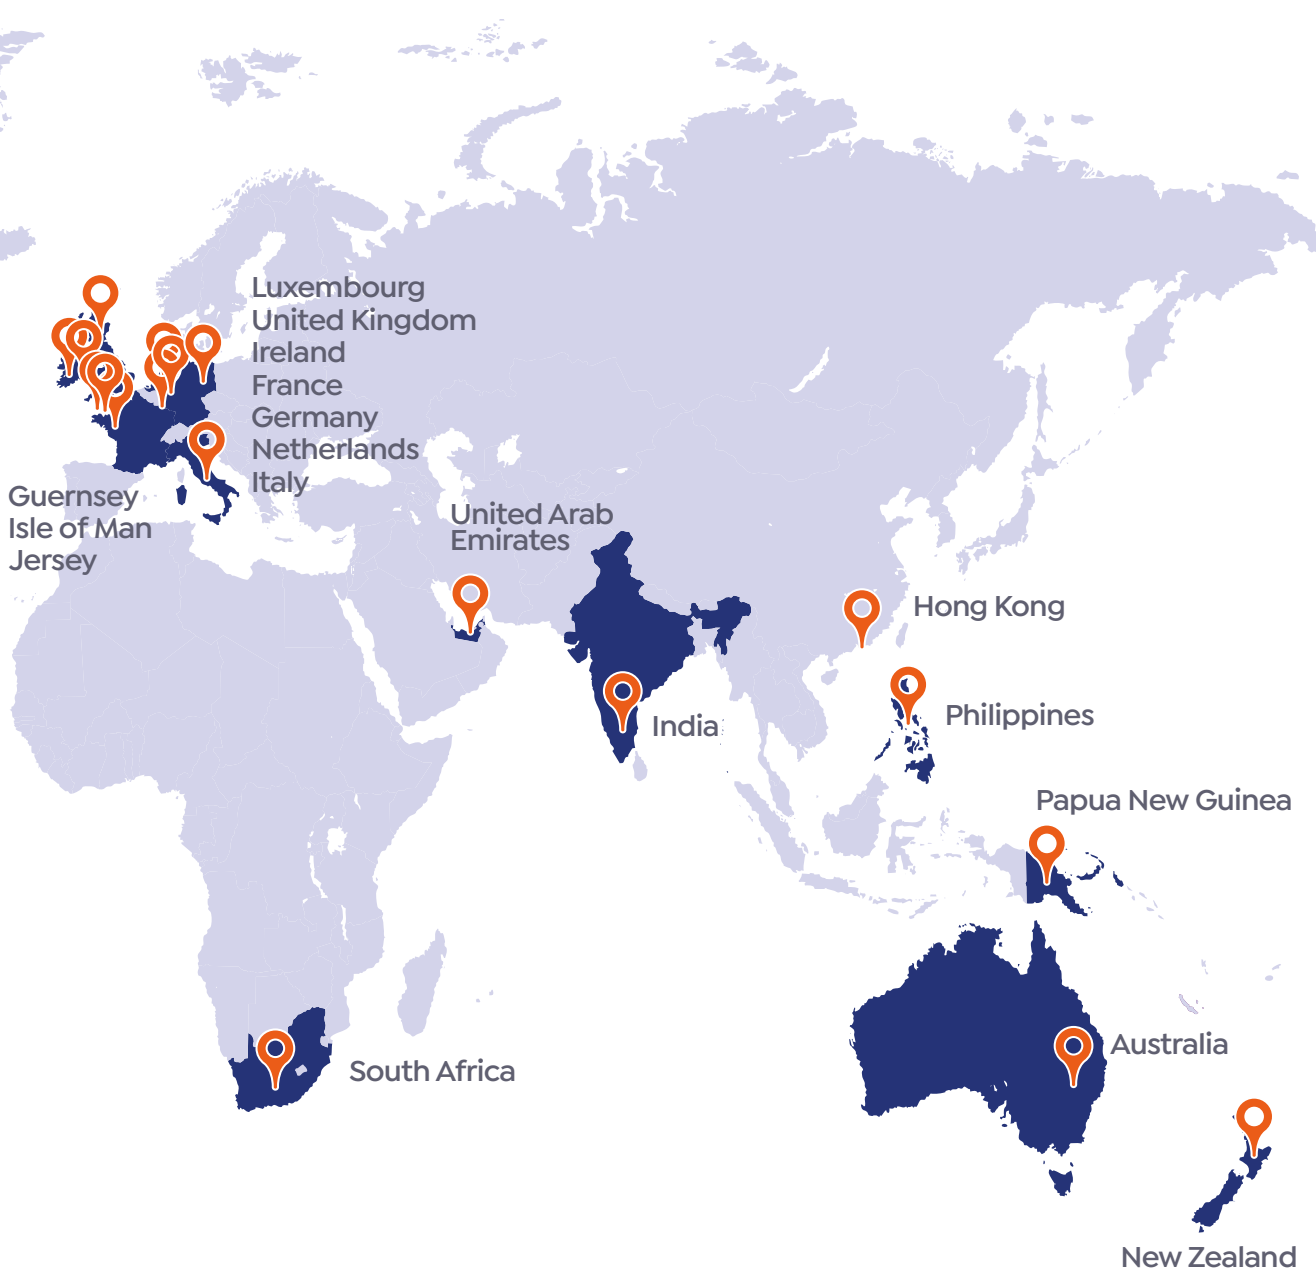 Luxembourg
United Kingdom
Ireland
France
Germany
Netherlands
Italy
Guernsey
Isle of Man
Jersey
United Arab
Emirates
Hong Kong
India
Philippines
Papua New Guinea
South Africa
Australia
New Zealand